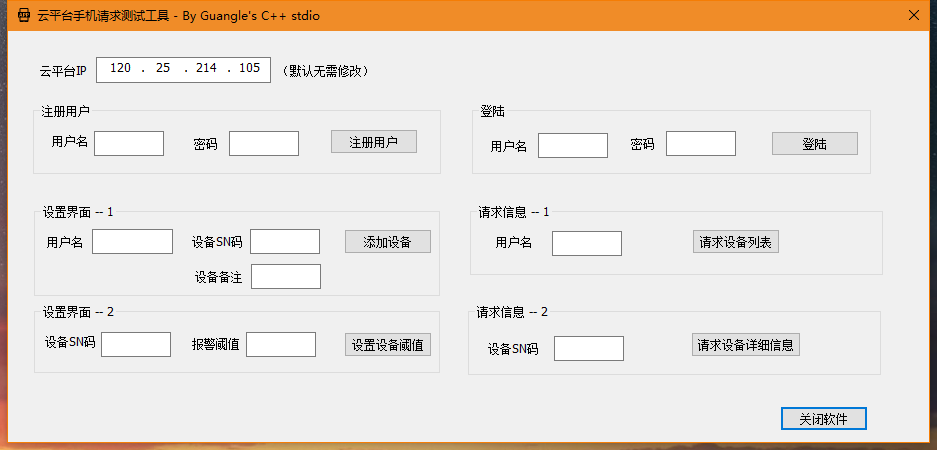 云平台手机请求测试工具 - By Guangle's C++ stdio
云平台IP 120 . 25 . 214 . 105 （默认无需修改）
注册用户
用户名 密码 注册用户
登陆
用户名 密码 登陆
设置界面 -- 1
用户名 设备SN码 添加设备
设备备注
请求信息 -- 1
用户名 请求设备列表
设置界面 -- 2
设备SN码 报警阈值 设置设备阈值
请求信息 -- 2
设备SN码 请求设备详细信息
关闭软件